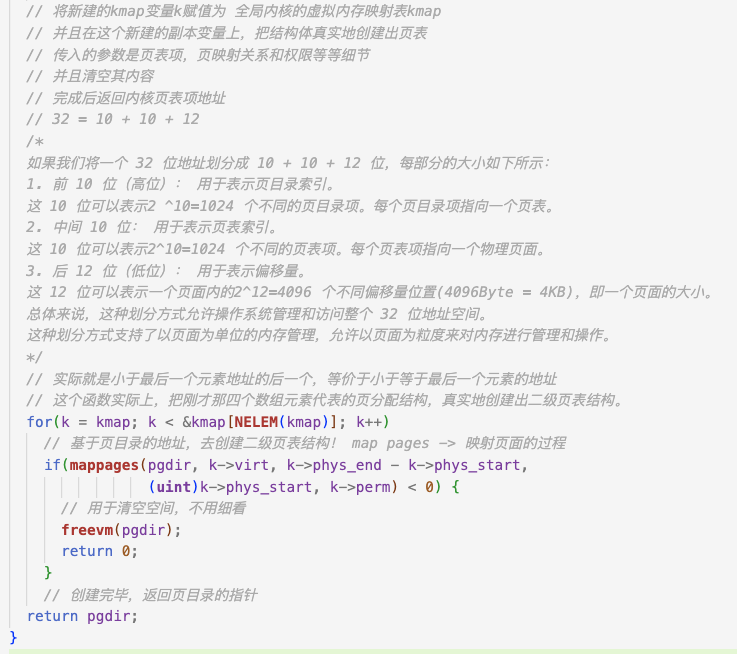 // 将新建的kmap变量k赋值为 全局内核的虚拟内存映射表kmap
// 并且在这个新建的副本变量上，把结构体真实地创建出页表
// 传入的参数是页表项，页映射关系和权限等等细节
// 并且清空其内容
// 完成后返回内核页表项地址
// 32 = 10 + 10 + 12
/*
如果我们将一个 32 位地址划分成 10 + 10 + 12 位，每部分的大小如下所示：
1. 前 10 位（高位）： 用于表示页目录索引。
这 10 位可以表示2 ^10=1024 个不同的页目录项。每个页目录项指向一个页表。
2. 中间 10 位： 用于表示页表索引。
这 10 位可以表示2^10=1024 个不同的页表项。每个页表项指向一个物理页面。
3. 后 12 位（低位）： 用于表示偏移量。
这 12 位可以表示一个页面内的2^12=4096 个不同偏移量位置(4096Byte = 4KB)，即一个页面的大小。
总体来说，这种划分方式允许操作系统管理和访问整个 32 位地址空间。
这种划分方式支持了以页面为单位的内存管理，允许以页面为粒度来对内存进行管理和操作。
*/
// 实际就是小于最后一个元素地址的后一个，等价于小于等于最后一个元素的地址
// 这个函数实际上，把刚才那四个数组元素代表的页分配结构，真实地创建出二级页表结构。
for(k = kmap; k < &kmap[NELEM(kmap)]; k++)
// 基于页目录的地址，去创建二级页表结构！ map pages -> 映射页面的过程
if(mappages(pgdir, k->virt, k->phys_end - k->phys_start,
(uint)k->phys_start, k->perm) < 0) {
// 用于清空空间，不用细看
freevm(pgdir);
return 0;
}
// 创建完毕，返回页目录的指针
return pgdir;
}